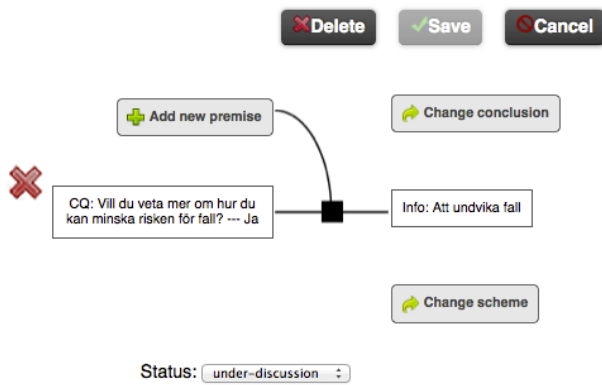 Delete
Save
Cancel
Add new premise
Change conclusion
CQ: Vill du veta mer om hur du
kan minska risken för fall? --- Ja
Info: Att undvika fall
Change scheme
Status: under-discussion